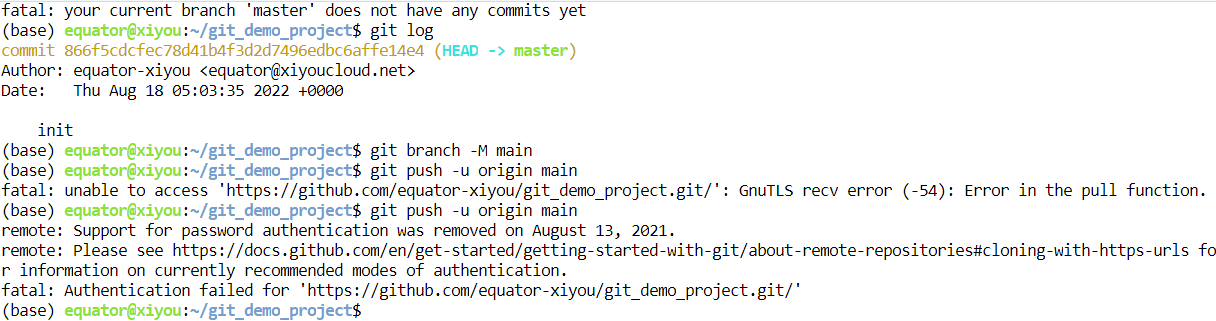 fatal: your current branch 'master' does not have any commits yet
(base) equator@xiyou:~/git_demo_project$ git log
commit 866f5cdcfec78d41b4f3d2d7496edbc6affe14e4 (HEAD -> master)
Author: equator-xiyou <equator@xiyoucloud.net>
Date:   Thu Aug 18 05:03:35 2022 +0000
    init
(base) equator@xiyou:~/git_demo_project$ git branch -M main
(base) equator@xiyou:~/git_demo_project$ git push -u origin main
fatal: unable to access 'https://github.com/equator-xiyou/git_demo_project.git/': GnuTLS recv error (-54): Error in the pull function.
(base) equator@xiyou:~/git_demo_project$ git push -u origin main
remote: Support for password authentication was removed on August 13, 2021.
remote: Please see https://docs.github.com/en/get-started/getting-started-with-git/about-remote-repositories#cloning-with-https-urls fo
r information on currently recommended modes of authentication.
fatal: Authentication failed for 'https://github.com/equator-xiyou/git_demo_project.git/'
(base) equator@xiyou:~/git_demo_project$